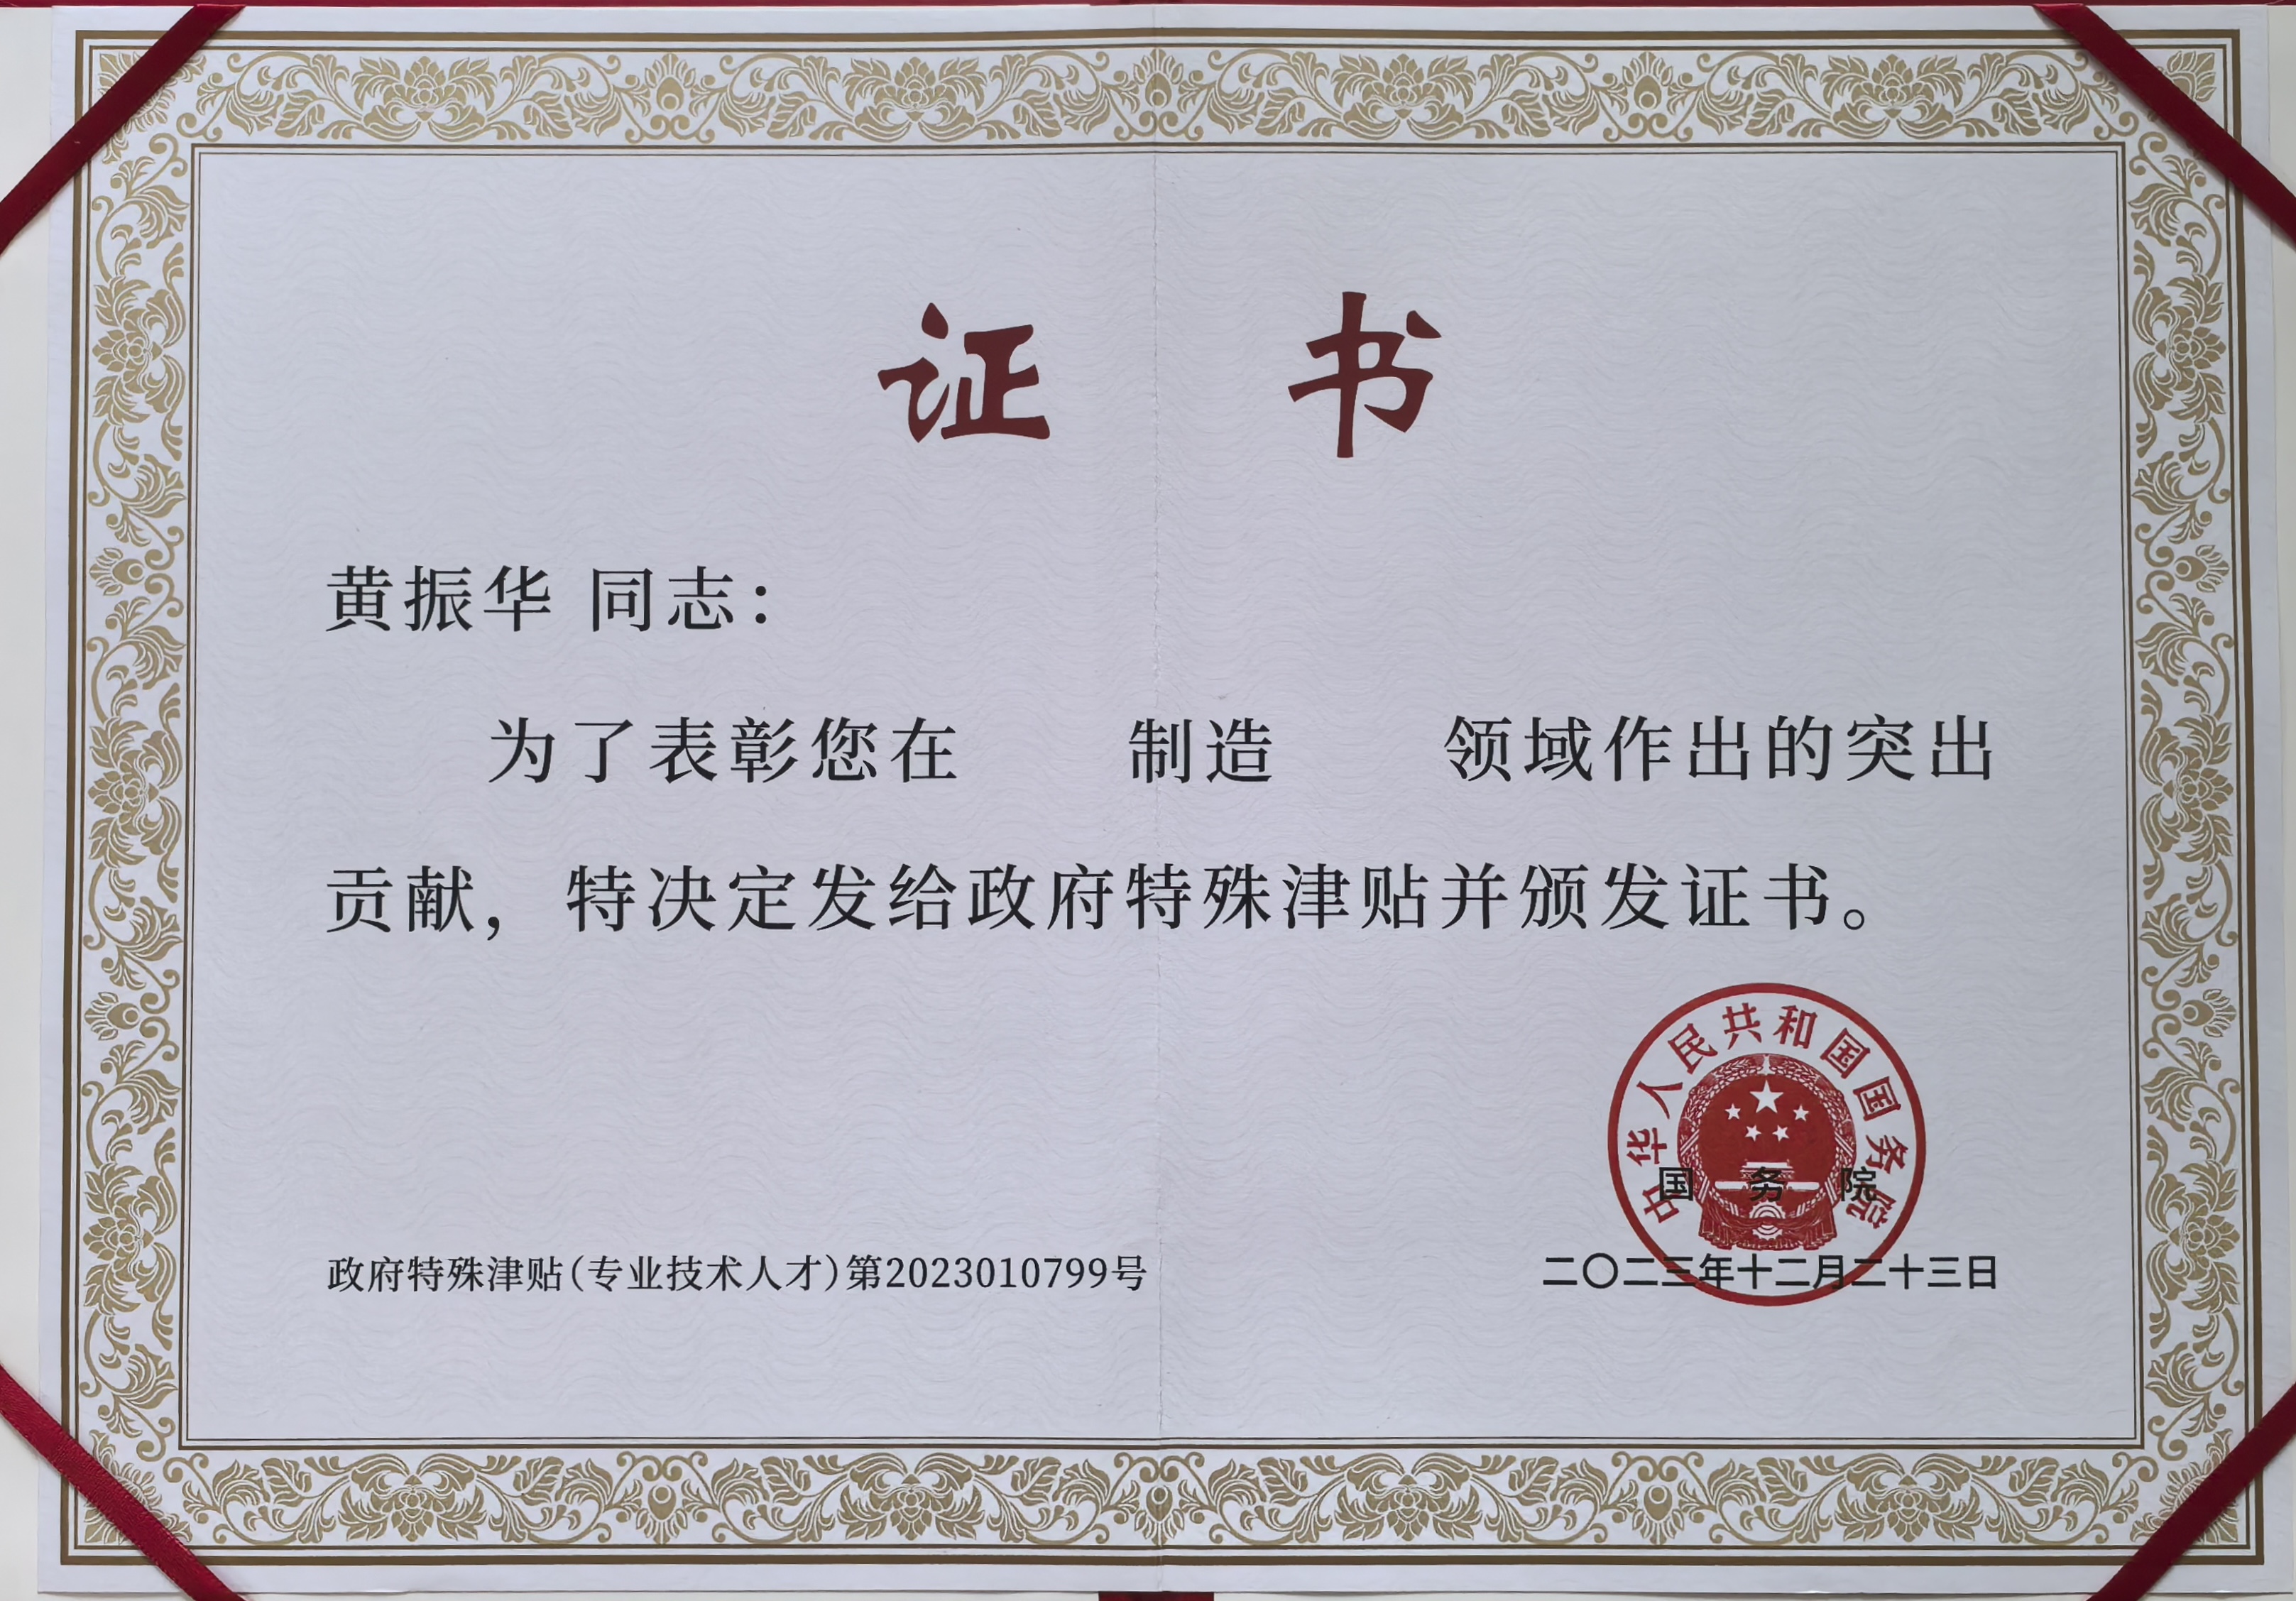 证 书
黄振华 同志：
为了表彰您在 制造 领域作出的突出
贡献，特决定发给政府特殊津贴并颁发证书。
中华人民共和国国务院
国 务 院
政府特殊津贴（专业技术人才）第2023010799号
二〇二三年十二月二十三日